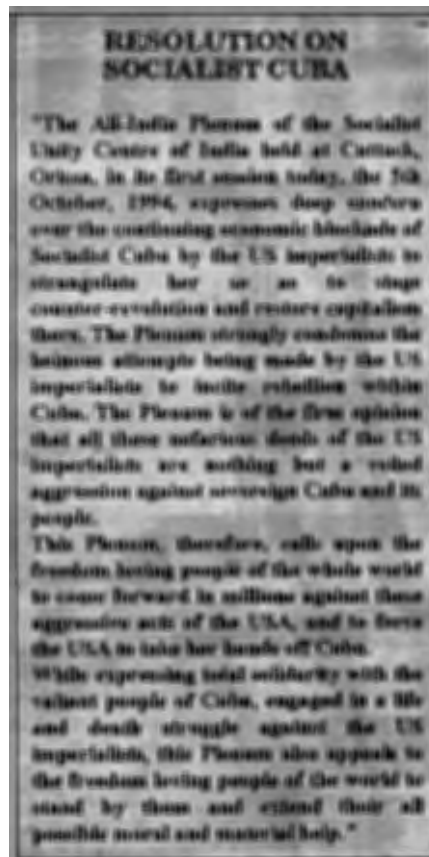 RESOLUTION ON
SOCIALIST CUBA
"The All-India Plenum of the Socialist
Unity Centre of India held at Cuttack,
Orissa, in its first session today, the 5th
October, 1994, expresses deep concern
over the continuing economic blockade of
Socialist Cuba by the US imperialists to
strangulate her so as to stage
counter-revolution and restore capitalism
there. The Plenum strongly condemns the
heinous attempts being made by the US
imperialists to incite rebellion within
Cuba. The Plenum is of the firm opinion
that all these nefarious deeds of the US
imperialists are nothing but a veiled
aggression against sovereign Cuba and its
people.
This Plenum, therefore, calls upon the
freedom loving people of the whole world
to come forward in millions against these
aggressive acts of the USA, and to force
the USA to take her hands off Cuba.
While expressing total solidarity with the
valiant people of Cuba, engaged in a life
and death struggle against the US
imperialists, this Plenum also appeals to
the freedom loving people of the world to
stand by them and extend their all
possible moral and material help."